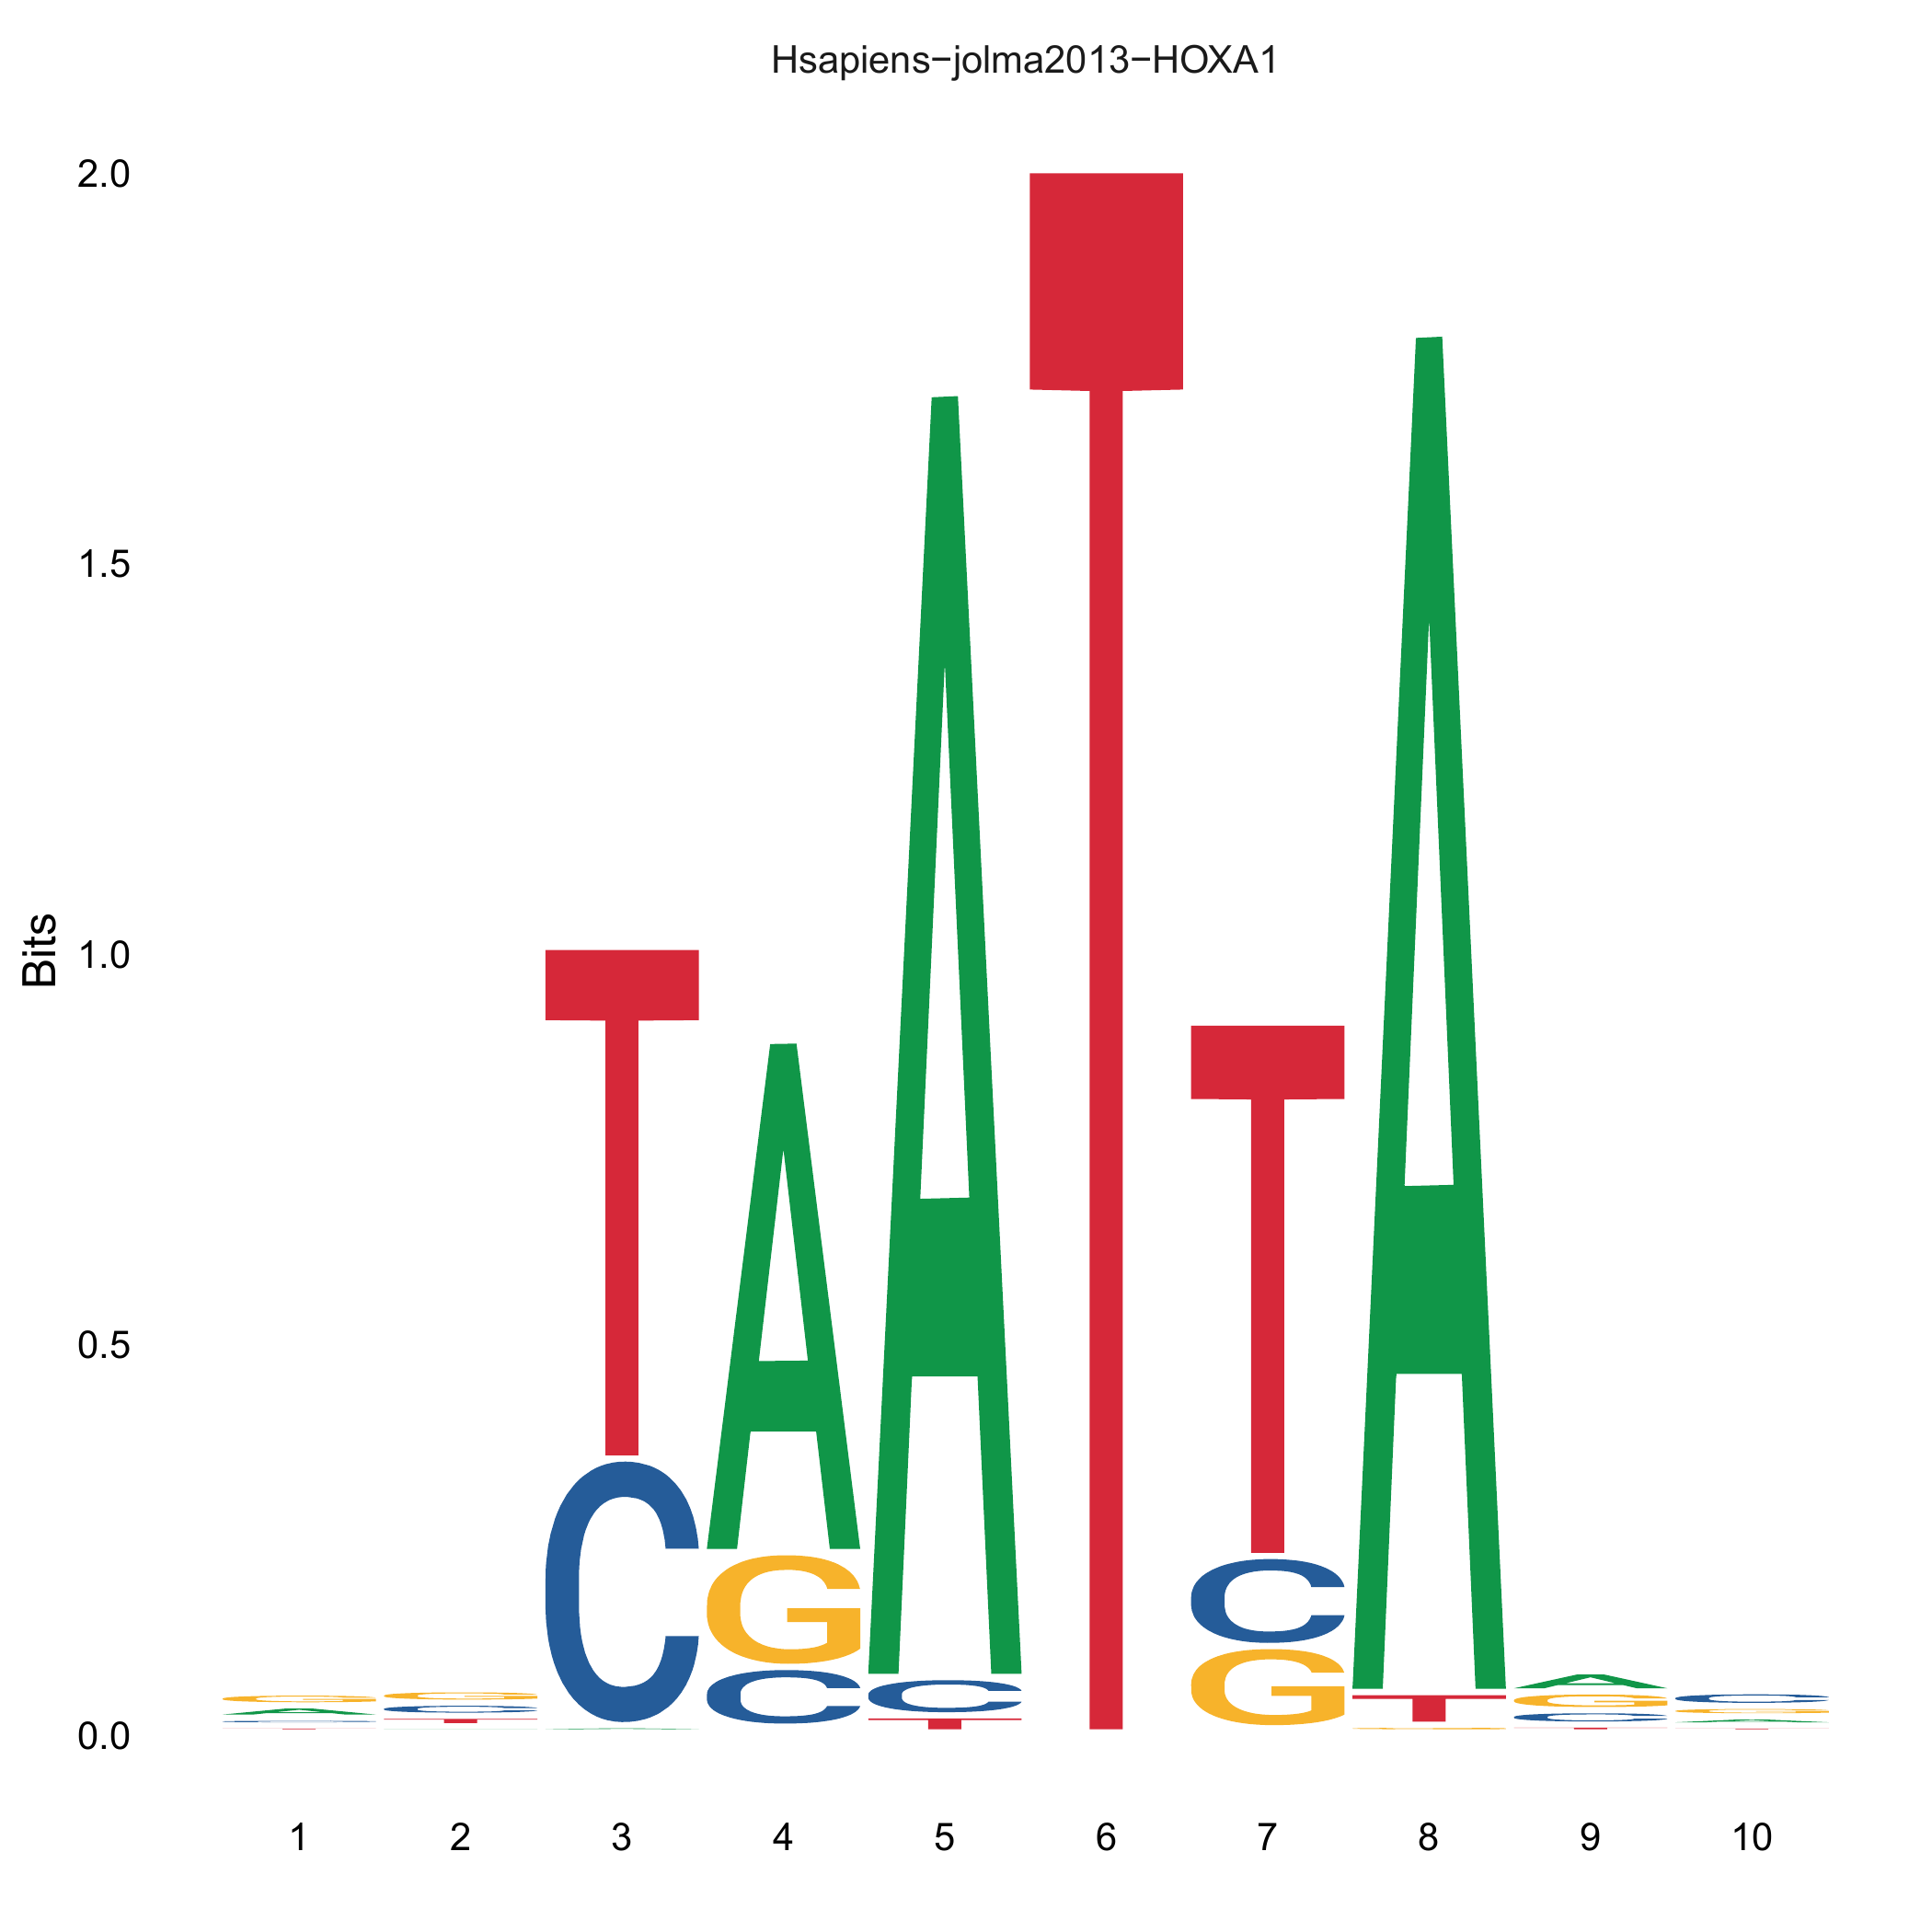 Hsapiens−jolma2013−HOXA1
2.0
1.5
1.0
0.5
0.0
Bits
G A C T
G C T
T C A
A G C
A C T
T
T C G
A T G
A G C T
C G A T
1 2 3 4 5 6 7 8 9 10